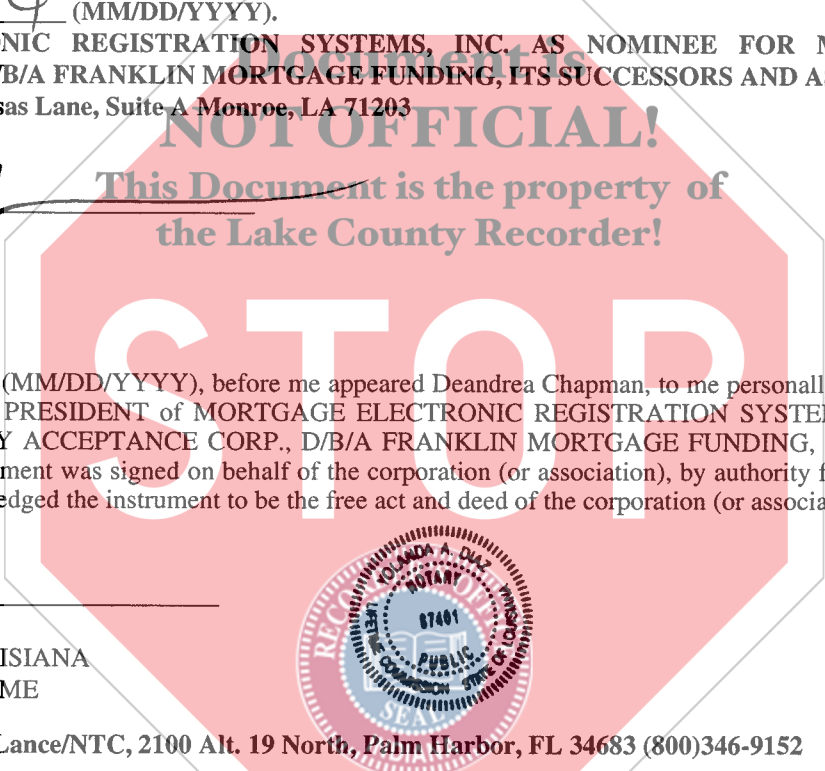 (MM/DD/YYYY).
NIC REGISTRATION SYSTEMS, INC. AS NOMINEE FOR
Document is
B/A FRANKLIN MORTGAGE FUNDING, ITS SUCCESSORS AND
sas Lane, Suite A Monroe, LA 71203
NOT OFFICIAL!
This Document is the property of
the Lake County Recorder!
STOP
(MM/DD/YYYY), before me appeared Deandrea Chapman, to me personall
PRESIDENT of MORTGAGE ELECTRONIC REGISTRATION SYSTE
Y ACCEPTANCE CORP., D/B/A FRANKLIN MORTGAGE FUNDING,
ment was signed on behalf of the corporation (or association), by authority f
edged the instrument to be the free act and deed of the corporation (or associa
YOLANDA A. DIAZ
NOTARY
87401
PUBLIC
LIFETIME COMMISSION STATE OF LOUISIANA
SEAL
ISIANA
ME
Lance/NTC, 2100 Alt. 19 North, Palm Harbor, FL 34683 (800)346-9152